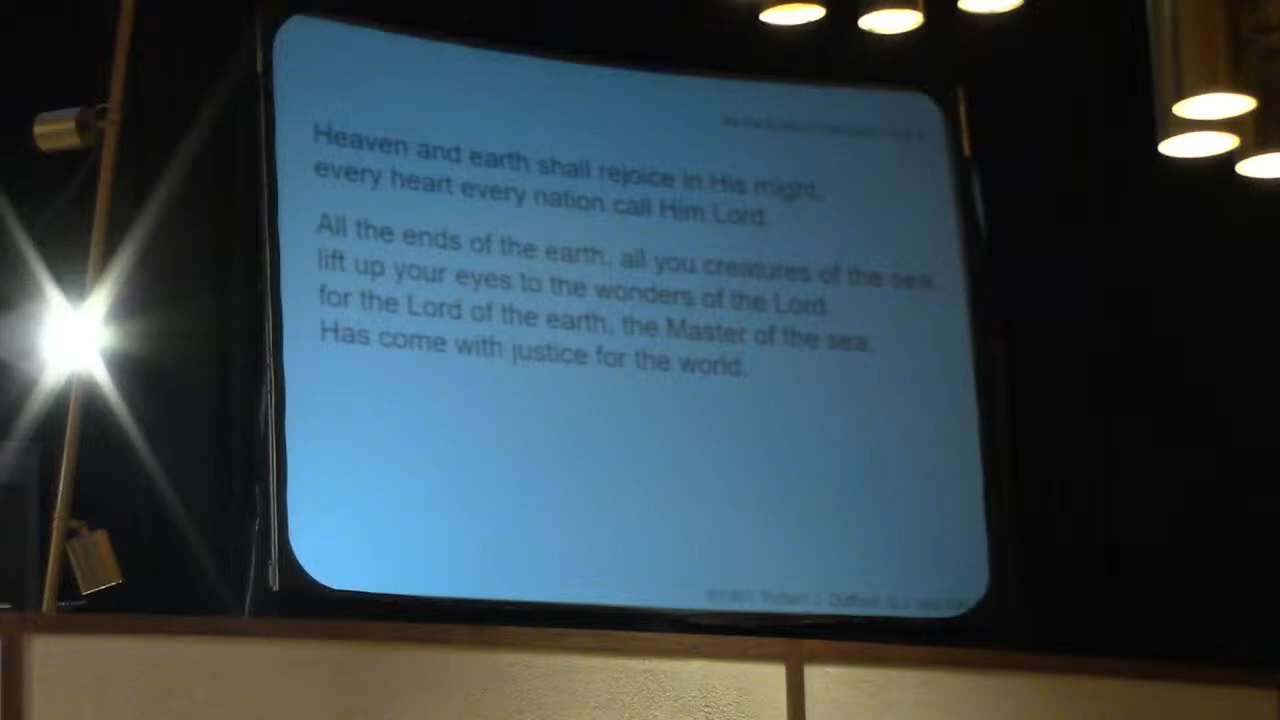 Heaven and earth shall rejoice in His might,
every heart every nation call Him Lord.
All the ends of the earth, all you creatures of the sea,
lift up your eyes to the wonders of the Lord.
for the Lord of the earth, the Master of the sea,
Has come with justice for the world.